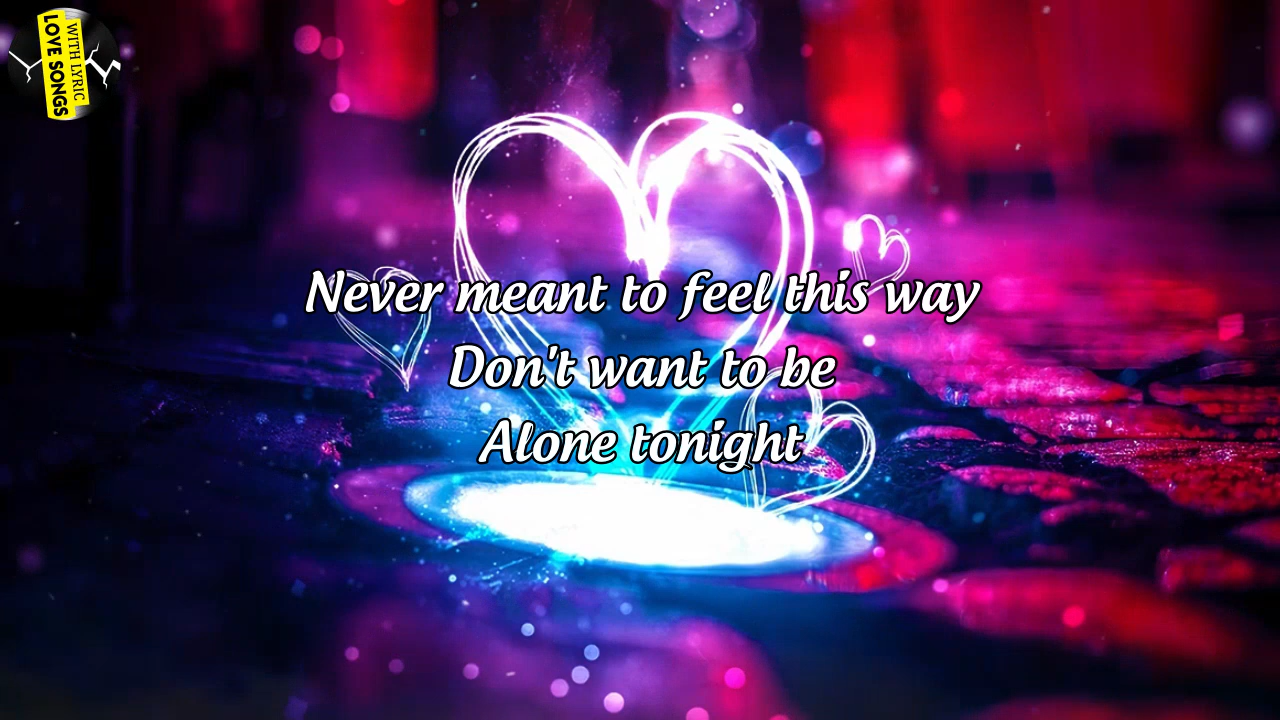 WITH LYRIC
LOVE SONGS
Never meant to feel this way
Don't want to be
Alone tonight